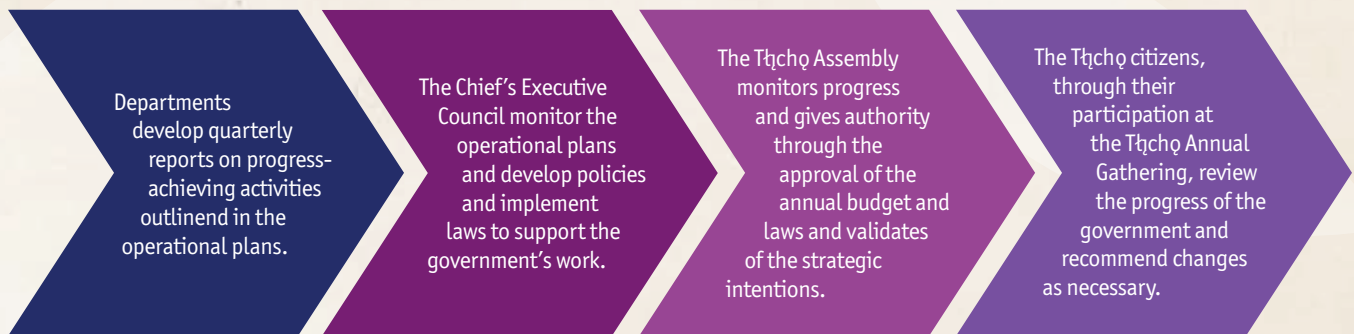 Departments
develop quarterly
reports on progress-
achieving activities
outlinend in the
operational plans.
The Chief's Executive
Council monitor the
operational plans
and develop policies
and implement
laws to support the
government's work.
The Tłı̨chǫ Assembly
monitors progress
and gives authority
through the
approval of the
annual budget and
laws and validates
of the strategic
intentions.
The Tłı̨chǫ citizens,
through their
participation at
the Tłı̨chǫ Annual
Gathering, review
the progress of the
government and
recommend changes
as necessary.